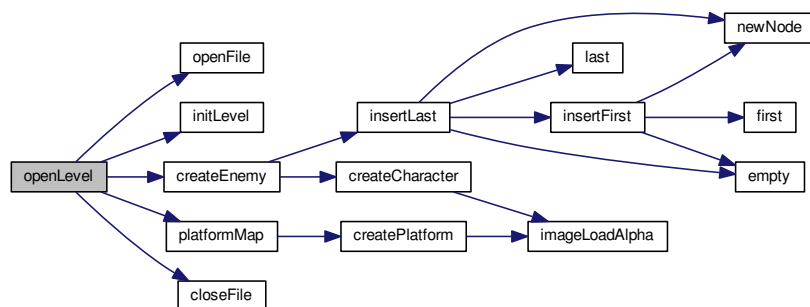 openLevel
openFile
initLevel
createEnemy
platformMap
closeFile
insertLast
createCharacter
createPlatform
last
insertFirst
imageLoadAlpha
newNode
first
empty